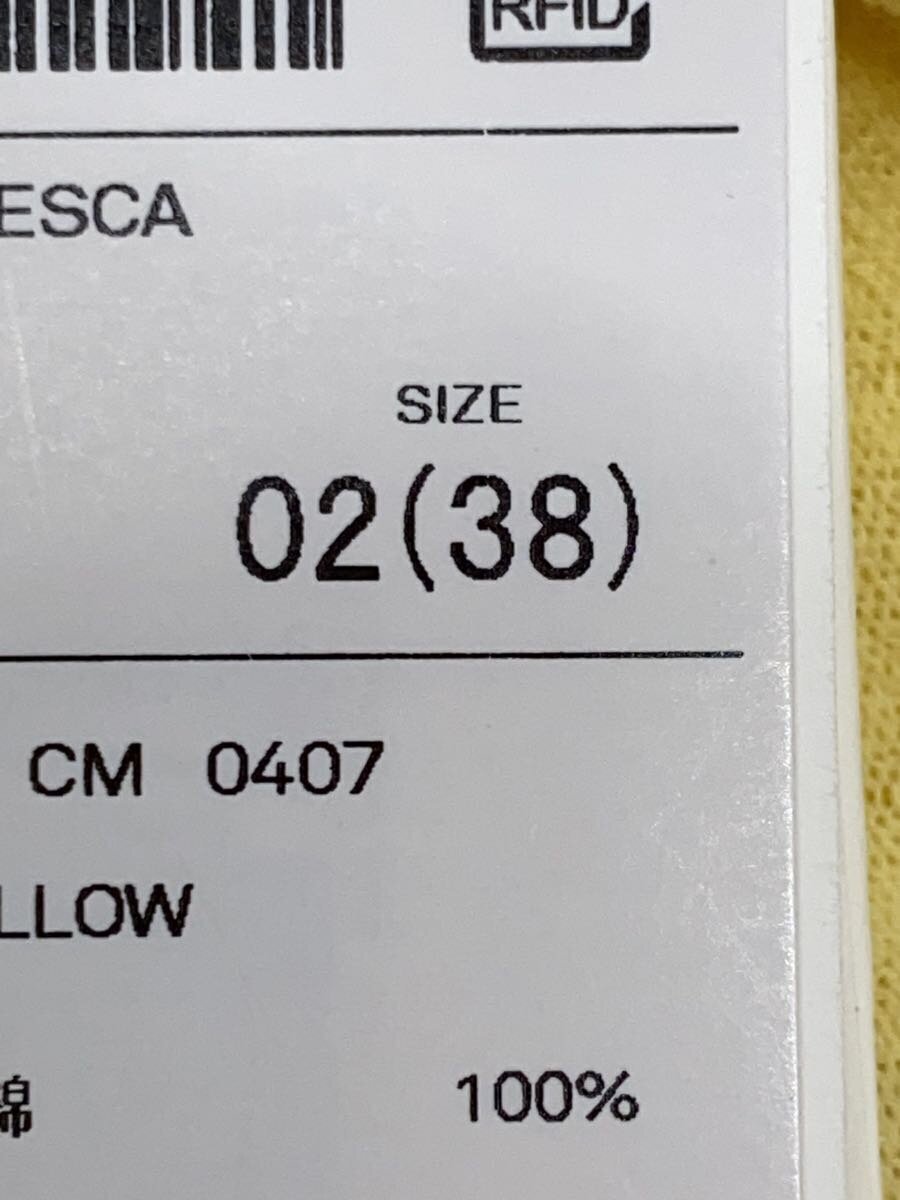 RFID
ESCA
SIZE
02(38)
CM 0407
LLOW
綿 100%